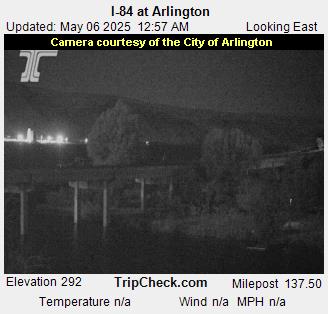 I-84 at Arlington
Updated: May 06 2025 12:57 AM Looking East
Camera courtesy of the City of Arlington
Elevation 292 TripCheck.com Milepost 137.50
Temperature n/a Wind n/a MPH n/a